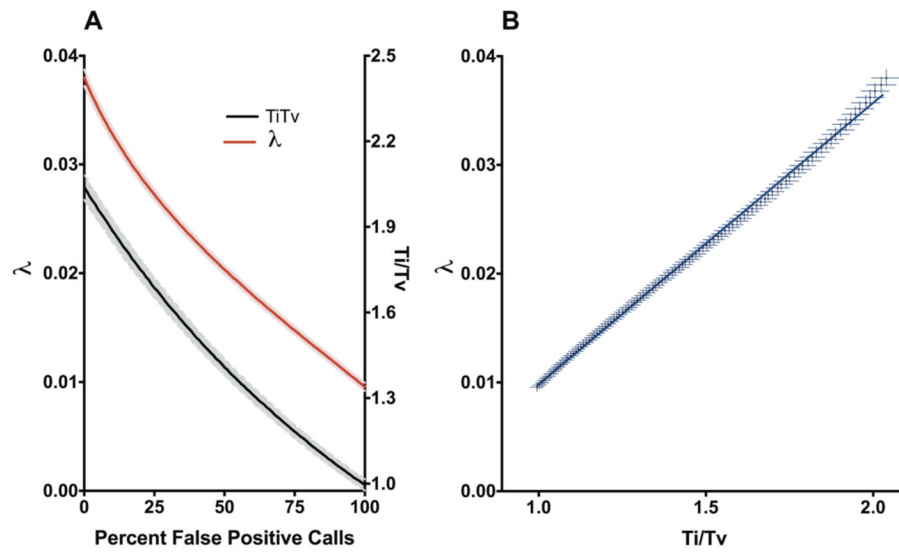 A
B
0.04
0.03
0.02
0.01
0.00
λ
2.5
2.2
1.9
1.6
1.3
1.0
Ti/Tv
TiTv
λ
0 25 50 75 100
Percent False Positive Calls
0.04
0.03
0.02
0.01
0.00
λ
1.0 1.5 2.0
Ti/Tv